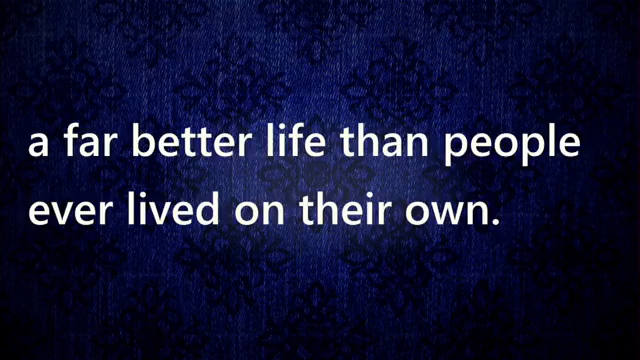 a far better life than people
ever lived on their own.